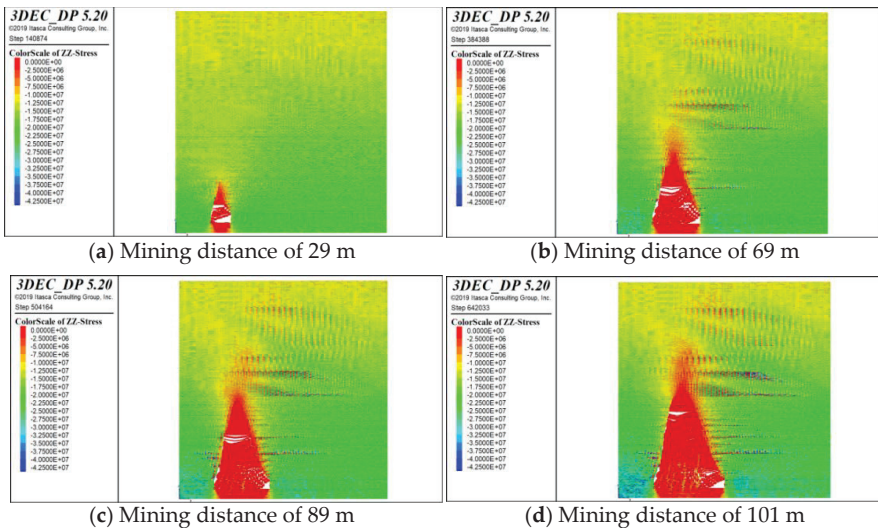 3DEC_DP 5.20
©2019 Itasca Consulting Group, Inc.
Step 140874
ColorScale of ZZ-Stress
0.0000E+00
-2.5000E+06
-5.0000E+06
-7.5000E+06
-1.0000E+07
-1.2500E+07
-1.5000E+07
-1.7500E+07
-2.0000E+07
-2.2500E+07
-2.5000E+07
-2.7500E+07
-3.0000E+07
-3.2500E+07
-3.5000E+07
-3.7500E+07
-4.0000E+07
-4.2500E+07
(a) Mining distance of 29 m
3DEC_DP 5.20
©2019 Itasca Consulting Group, Inc.
Step 384388
ColorScale of ZZ-Stress
0.0000E+00
-2.5000E+06
-5.0000E+06
-7.5000E+06
-1.0000E+07
-1.2500E+07
-1.5000E+07
-1.7500E+07
-2.0000E+07
-2.2500E+07
-2.5000E+07
-2.7500E+07
-3.0000E+07
-3.2500E+07
-3.5000E+07
-3.7500E+07
-4.0000E+07
-4.2500E+07
(b) Mining distance of 69 m
3DEC_DP 5.20
©2019 Itasca Consulting Group, Inc.
Step 504164
ColorScale of ZZ-Stress
0.0000E+00
-2.5000E+06
-5.0000E+06
-7.5000E+06
-1.0000E+07
-1.2500E+07
-1.5000E+07
-1.7500E+07
-2.0000E+07
-2.2500E+07
-2.5000E+07
-2.7500E+07
-3.0000E+07
-3.2500E+07
-3.5000E+07
-3.7500E+07
-4.0000E+07
-4.2500E+07
(c) Mining distance of 89 m
3DEC_DP 5.20
©2019 Itasca Consulting Group, Inc.
Step 642033
ColorScale of ZZ-Stress
0.0000E+00
-2.5000E+06
-5.0000E+06
-7.5000E+06
-1.0000E+07
-1.2500E+07
-1.5000E+07
-1.7500E+07
-2.0000E+07
-2.2500E+07
-2.5000E+07
-2.7500E+07
-3.0000E+07
-3.2500E+07
-3.5000E+07
-3.7500E+07
-4.0000E+07
-4.2500E+07
(d) Mining distance of 101 m